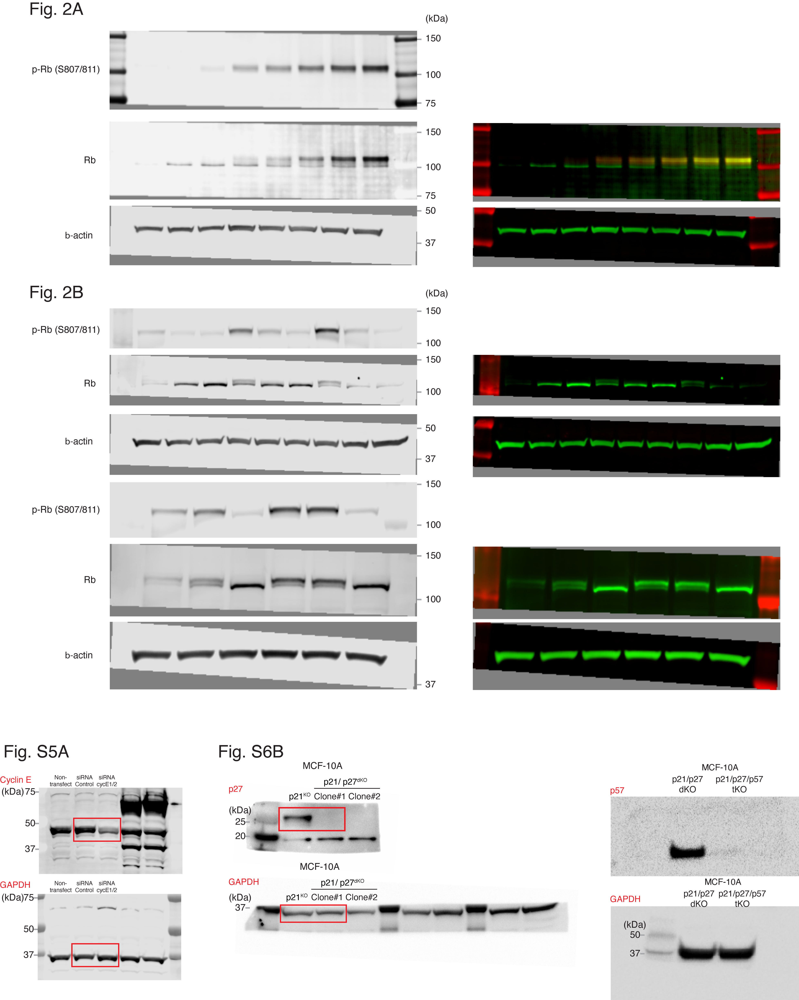 Fig. 2A
(kDa)
p-Rb (S807/811)
150
100
75
Rb
150
100
75
b-actin
50
37
Fig. 2B
(kDa)
p-Rb (S807/811)
150
100
Rb
150
100
b-actin
50
37
p-Rb (S807/811)
150
100
Rb
150
100
b-actin
37
Fig. S5A
Cyclin E
(kDa)
Non-
transfect
siRNA
Control
siRNA
cycE1/2
75
50
37
GAPDH
(kDa)
Non-
transfect
siRNA
Control
siRNA
cycE1/2
75
50
37
Fig. S6B
MCF-10A
p27
p21/ p27dKO
p21KO Clone#1 Clone#2
(kDa)
25
20
MCF-10A
GAPDH
p21/ p27dKO
(kDa)
p21KO Clone#1 Clone#2
37
MCF-10A
p57
p21/p27
dKO
p21/p27/p57
tKO
MCF-10A
GAPDH
p21/p27
dKO
p21/p27/p57
tKO
(kDa)
50
37